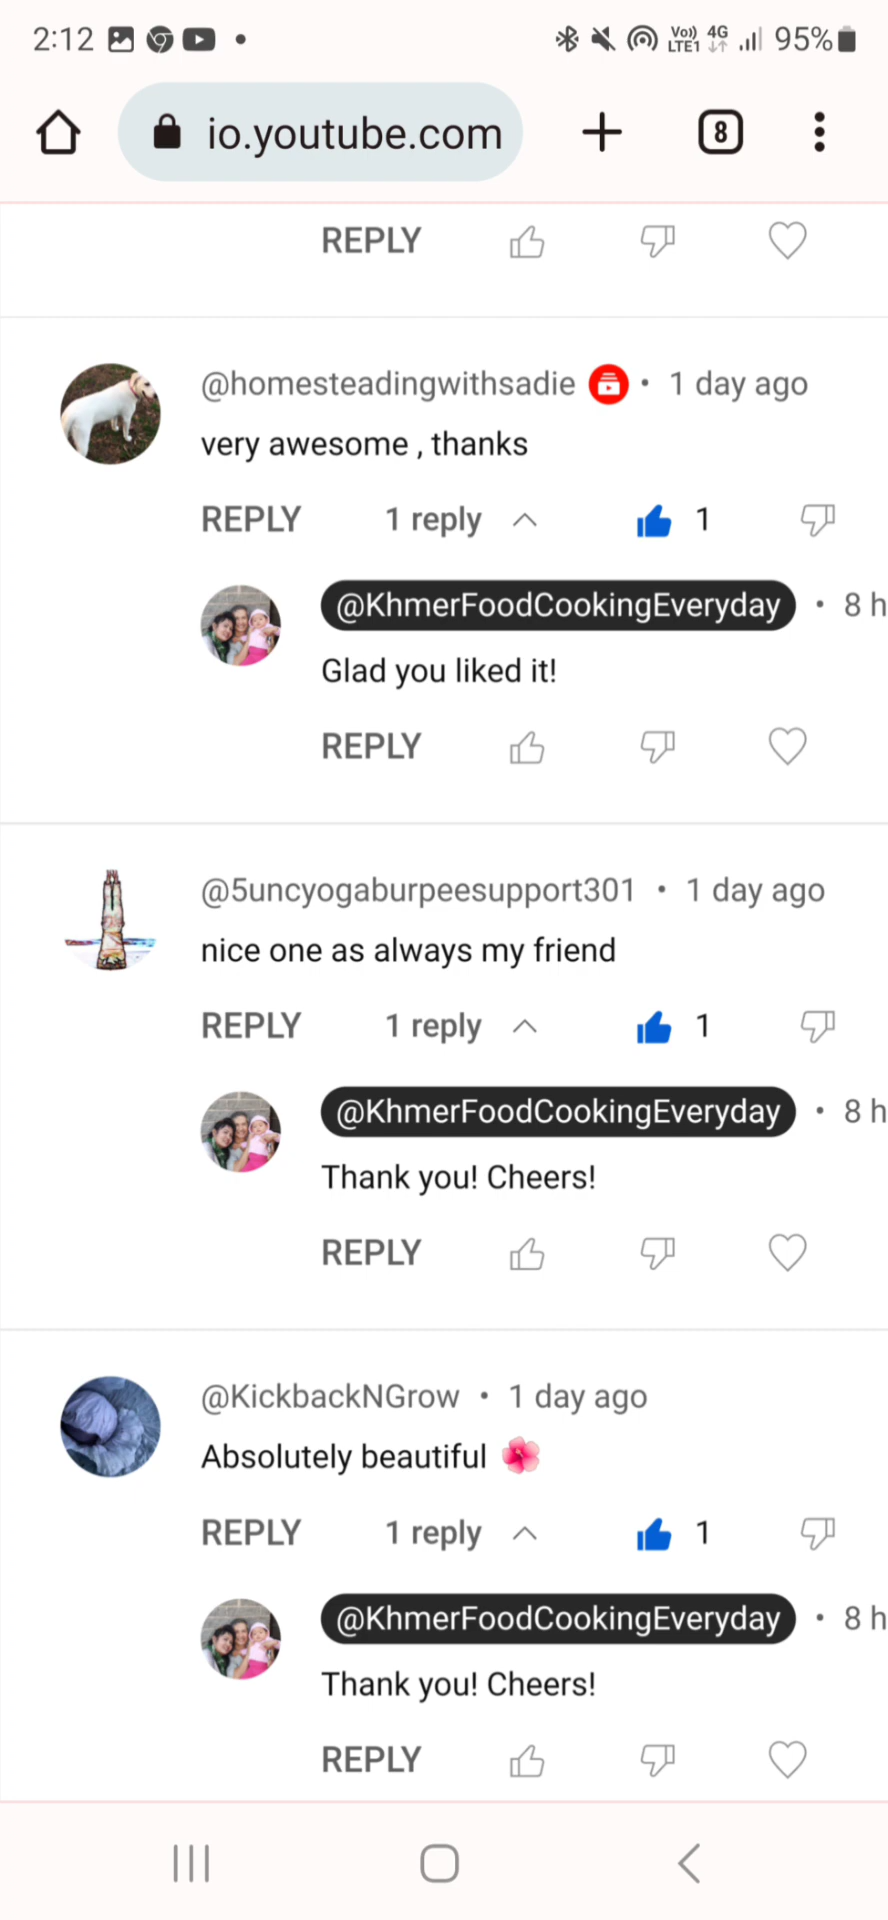 2:12 Vo)) LTE1 4G 95%
io.youtube.com 8
REPLY
@homesteadingwithsadie • 1 day ago
very awesome , thanks
REPLY 1 reply 1
@KhmerFoodCookingEveryday • 8 h
Glad you liked it!
REPLY
@5uncyogaburpeesupport301 • 1 day ago
nice one as always my friend
REPLY 1 reply 1
@KhmerFoodCookingEveryday • 8 h
Thank you! Cheers!
REPLY
@KickbackNGrow • 1 day ago
Absolutely beautiful 🌺
REPLY 1 reply 1
@KhmerFoodCookingEveryday • 8 h
Thank you! Cheers!
REPLY